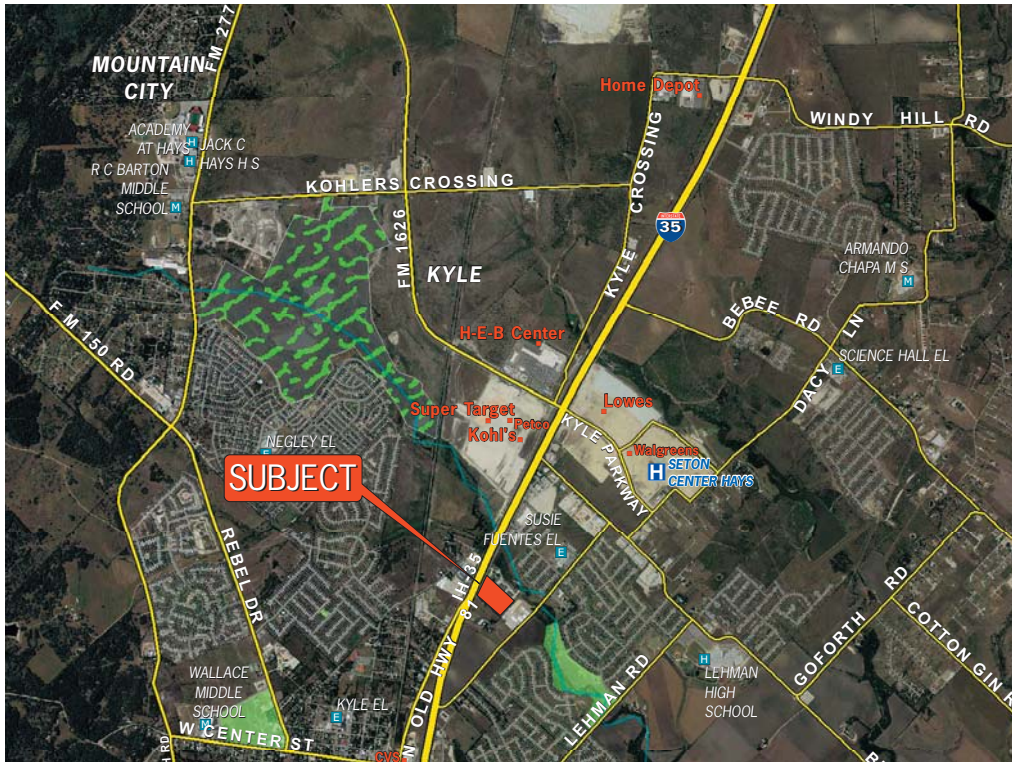 FM 277
MOUNTAIN
CITY
Home Depot
WINDY HILL RD
ACADEMY
AT HAYS
H
JACK C
HAYS H S
H
R C BARTON
MIDDLE
SCHOOL
M
KOHLERS CROSSING
KYLE CROSSING
35
FM 1626
KYLE
ARMANDO
CHAPA M S
M
F M 150 RD
H-E-B Center
BEBEE RD
DACY LN
SCIENCE HALL EL
E
Super Target
Petco
Kohl's
Lowes
KYLE PARKWAY
Walgreens
H
SETON
CENTER HAYS
NEGLEY EL
E
SUBJECT
SUSIE
FUENTES EL
E
REBEL DR
IH-35
N OLD HWY 81
GOFORTH RD
COTTON GIN R
LEHMAN RD
H
LEHMAN
HIGH
SCHOOL
WALLACE
MIDDLE
SCHOOL
M
KYLE EL
E
W CENTER ST
CVS
H RD